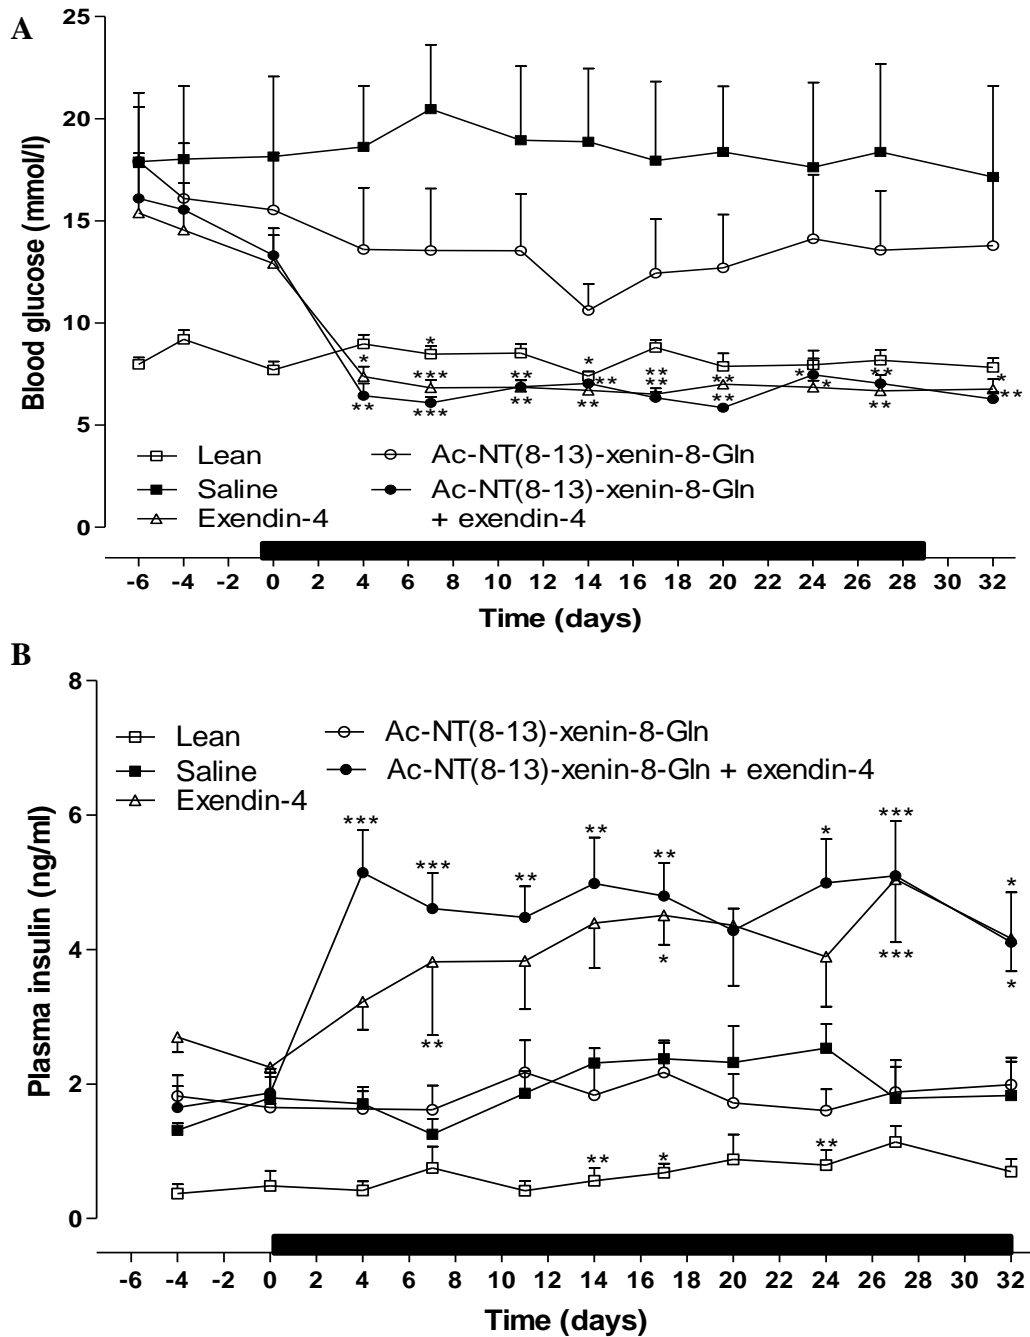 A
25
20
15
10
5
0
Blood glucose (mmol/l)
* * * * *
*** ** ** ** ** * ** *
** *** ** ** ** ** * ** **
Lean
Saline
Exendin-4
Ac-NT(8-13)-xenin-8-Gln
Ac-NT(8-13)-xenin-8-Gln
+ exendin-4
-6 -4 -2 0 2 4 6 8 10 12 14 16 18 20 22 24 26 28 30 32
Time (days)
B
8
6
4
2
0
Plasma insulin (ng/ml)
Lean
Saline
Exendin-4
Ac-NT(8-13)-xenin-8-Gln
Ac-NT(8-13)-xenin-8-Gln + exendin-4
*** *** ** ** ** * *** *
** * *** *
** * **
-6 -4 -2 0 2 4 6 8 10 12 14 16 18 20 22 24 26 28 30 32
Time (days)